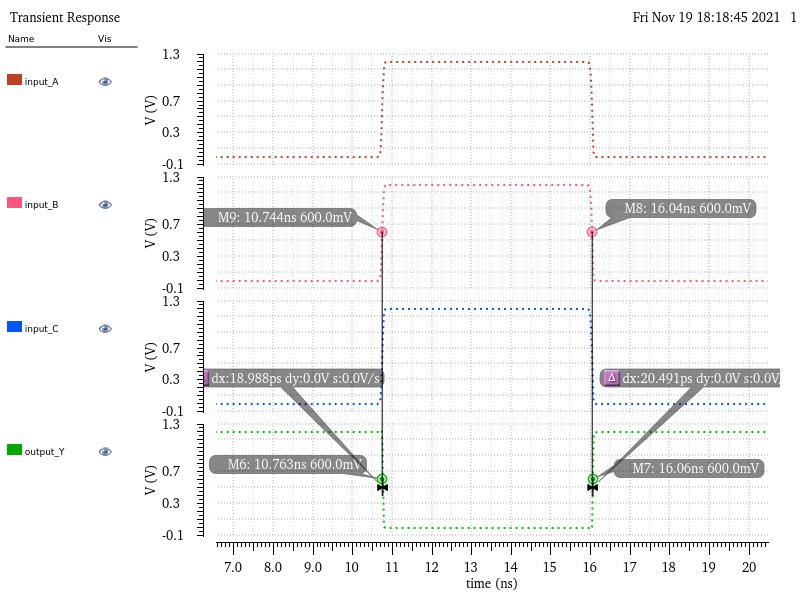 Transient Response
Fri Nov 19 18:18:45 2021 1
Name Vis
input_A
1.3
0.7
0.3
-0.1
V (V)
input_B
1.3
0.7
0.3
-0.1
V (V)
M9: 10.744ns 600.0mV
M8: 16.04ns 600.0mV
input_C
1.3
0.7
0.3
-0.1
V (V)
dx:18.988ps dy:0.0V s:0.0V/s
Δ dx:20.491ps dy:0.0V s:0.0V/
output_Y
1.3
0.7
0.3
-0.1
V (V)
M6: 10.763ns 600.0mV
M7: 16.06ns 600.0mV
7.0 8.0 9.0 10 11 12 13 14 15 16 17 18 19 20
time (ns)